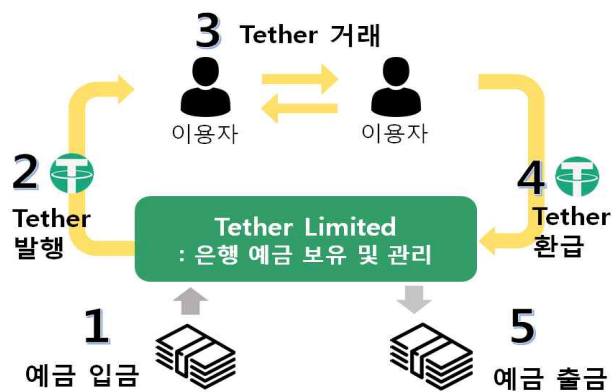 3 Tether 거래
이용자
이용자
2
Tether
발행
4
Tether
환급
Tether Limited
: 은행 예금 보유 및 관리
1
예금 입금
5
예금 출금